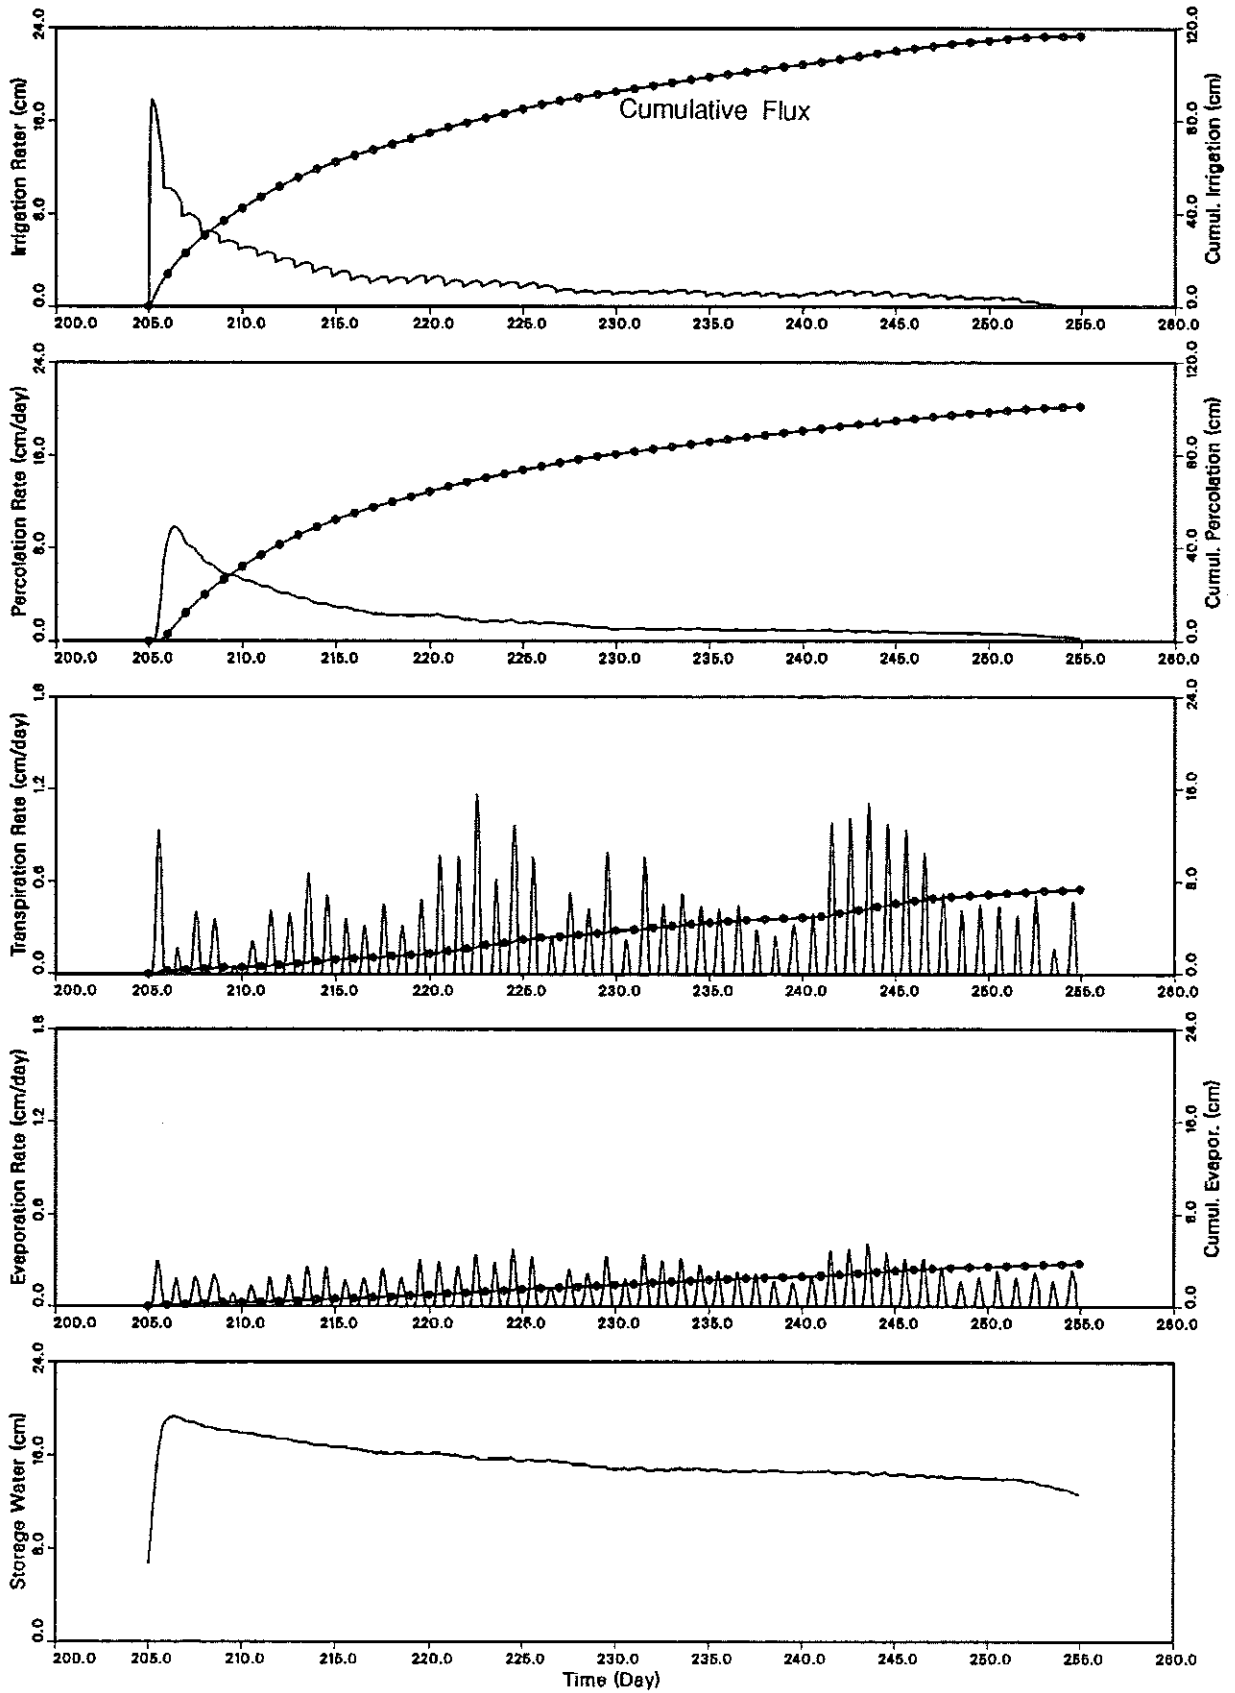 24.0
16.0
8.0
0.0
Irrigation Rater (cm)
120.0
80.0
40.0
0.0
Cumul. Irrigation (cm)
Cumulative Flux
200.0 205.0 210.0 215.0 220.0 225.0 230.0 235.0 240.0 245.0 250.0 255.0 260.0
24.0
16.0
8.0
0.0
Percolation Rate (cm/day)
120.0
80.0
40.0
0.0
Cumul. Percolation (cm)
200.0 205.0 210.0 215.0 220.0 225.0 230.0 235.0 240.0 245.0 250.0 255.0 260.0
1.8
1.2
0.6
0.0
Transpiration Rate (cm/day)
24.0
16.0
8.0
0.0
200.0 205.0 210.0 215.0 220.0 225.0 230.0 235.0 240.0 245.0 250.0 255.0 260.0
1.8
1.2
0.6
0.0
Evaporation Rate (cm/day)
24.0
16.0
8.0
0.0
Cumul. Evapor. (cm)
200.0 205.0 210.0 215.0 220.0 225.0 230.0 235.0 240.0 245.0 250.0 255.0 260.0
24.0
16.0
8.0
0.0
Storage Water (cm)
200.0 205.0 210.0 215.0 220.0 225.0 230.0 235.0 240.0 245.0 250.0 255.0 260.0
Time (Day)